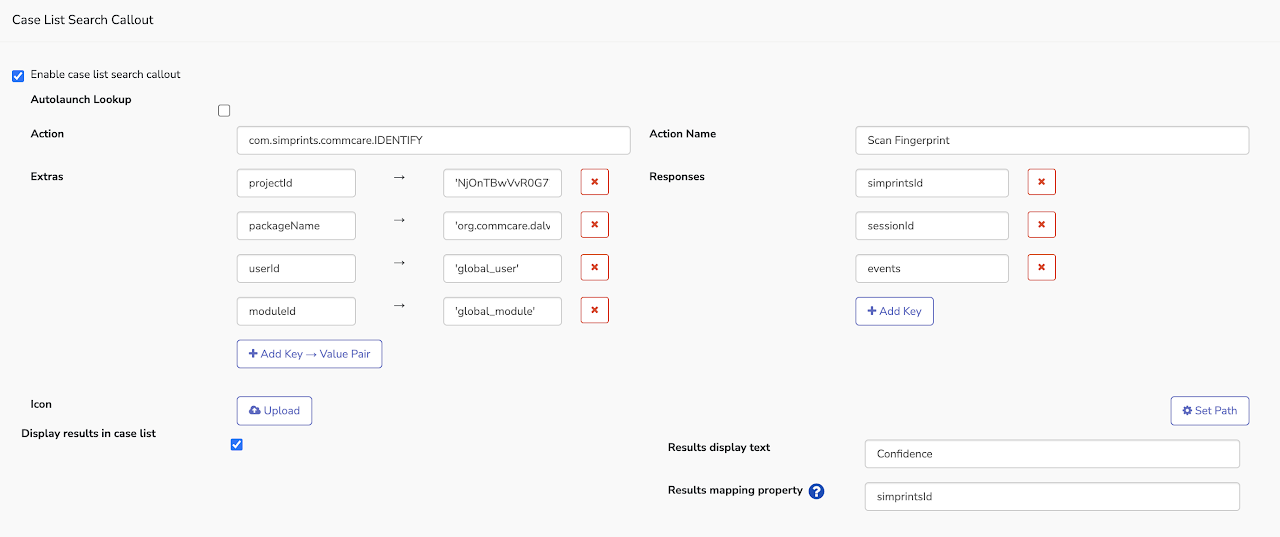 Case List Search Callout
Enable case list search callout
Autolaunch Lookup
Action com.simprints.commcare.IDENTIFY Action Name Scan Fingerprint
Extras projectId → 'NjOnTBwVvR0G7 Responses simprintsId
packageName → 'org.commcare.dalv sessionId
userId → 'global_user' events
moduleId → 'global_module' + Add Key
+ Add Key → Value Pair
Icon Upload Set Path
Display results in case list
Results display text Confidence
Results mapping property ? simprintsId